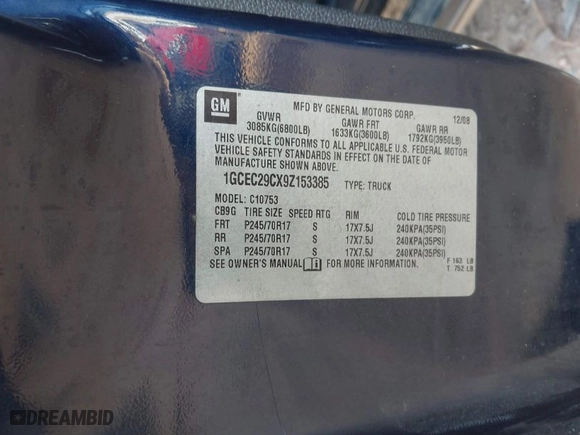 GM
MFD BY GENERAL MOTORS CORP. 12/08
GVWR GAWR FRT GAWR RR
3085KG(6800LB) 1633KG(3600LB) 1792KG(3950LB)
THIS VEHICLE CONFORMS TO ALL APPLICABLE U.S. FEDERAL MOTOR
VEHICLE SAFETY STANDARDS IN EFFECT ON THE DATE OF
MANUFACTURE SHOWN ABOVE.
1GCEC29CX9Z153385 TYPE: TRUCK
MODEL: C10753
CB9G TIRE SIZE SPEED RTG RIM COLD TIRE PRESSURE
FRT P245/70R17 S 17X7.5J 240KPA(35PSI)
RR P245/70R17 S 17X7.5J 240KPA(35PSI)
SPA P245/70R17 S 17X7.5J 240KPA(35PSI)
SEE OWNER'S MANUAL FOR MORE INFORMATION.
F 163 LB
T 752 LB
DREAMBID